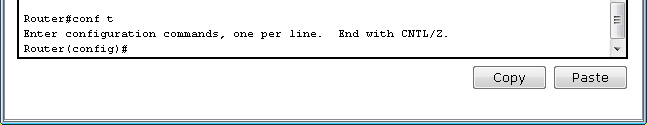 Router#conf t
Enter configuration commands, one per line.  End with CNTL/Z.
Router(config)#
Copy
Paste